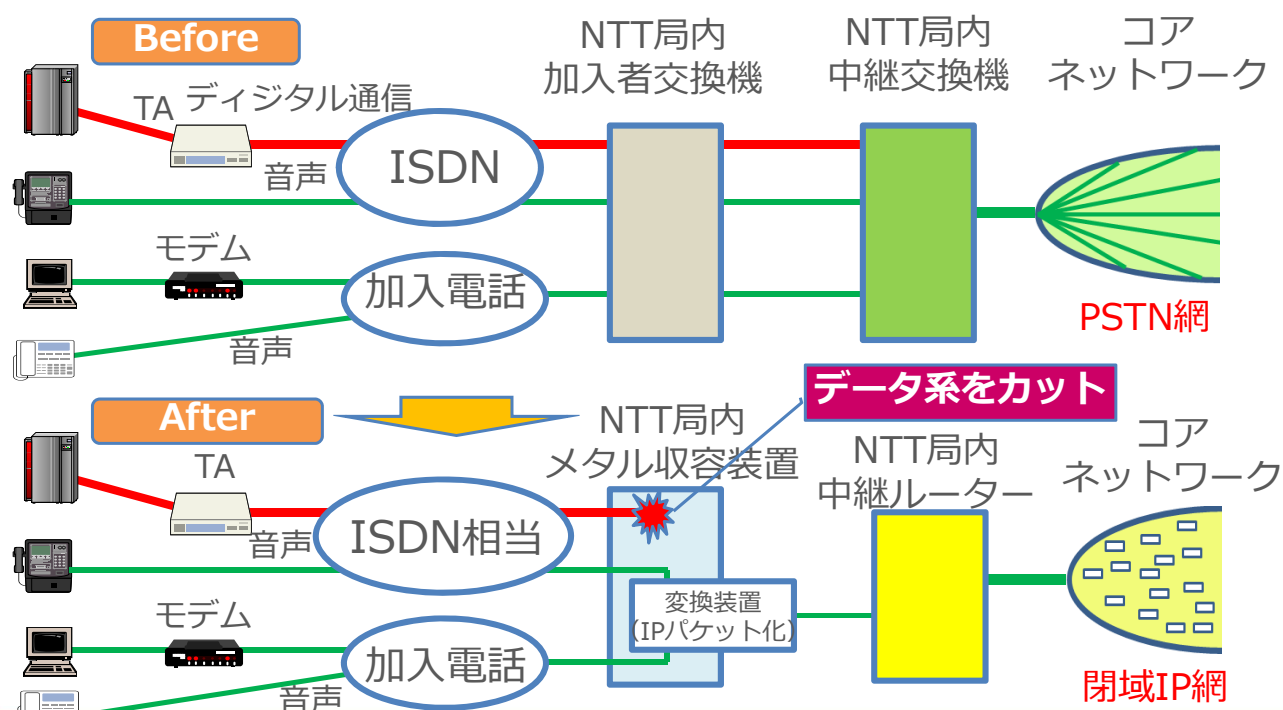 Before
NTT局内
加入者交換機
NTT局内
中継交換機
コア
ネットワーク
TA
ディジタル通信
ISDN
音声
モデム
加入電話
音声
PSTN網
データ系をカット
After
NTT局内
メタル収容装置
NTT局内
中継ルーター
コア
ネットワーク
TA
ISDN相当
音声
変換装置
(IPパケット化)
モデム
加入電話
音声
閉域IP網